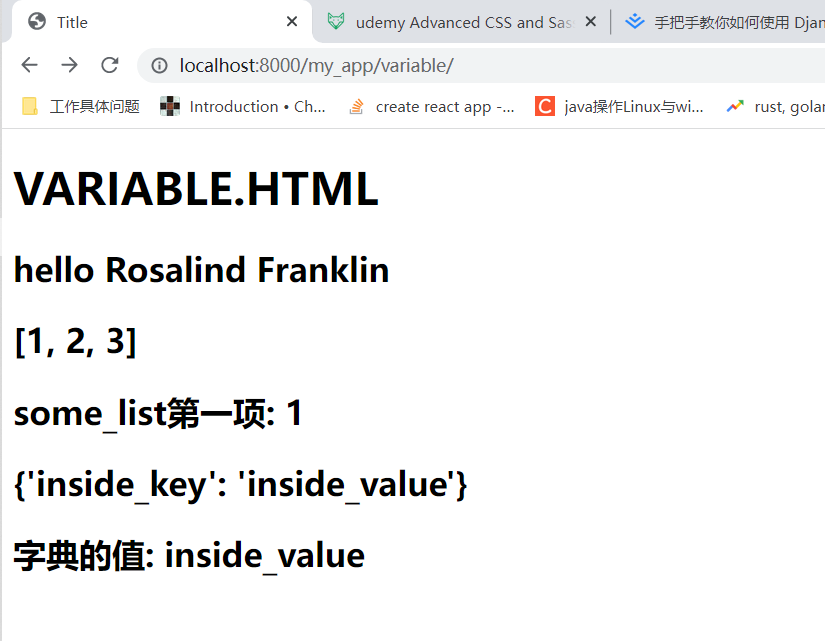 Title
udemy Advanced CSS and Sas
手把手教你如何使用 Djan
localhost:8000/my_app/variable/
工作具体问题
Introduction • Ch...
create react app -...
java操作Linux与wi...
rust, golan
VARIABLE.HTML
hello Rosalind Franklin
[1, 2, 3]
some_list第一项: 1
{'inside_key': 'inside_value'}
字典的值: inside_value